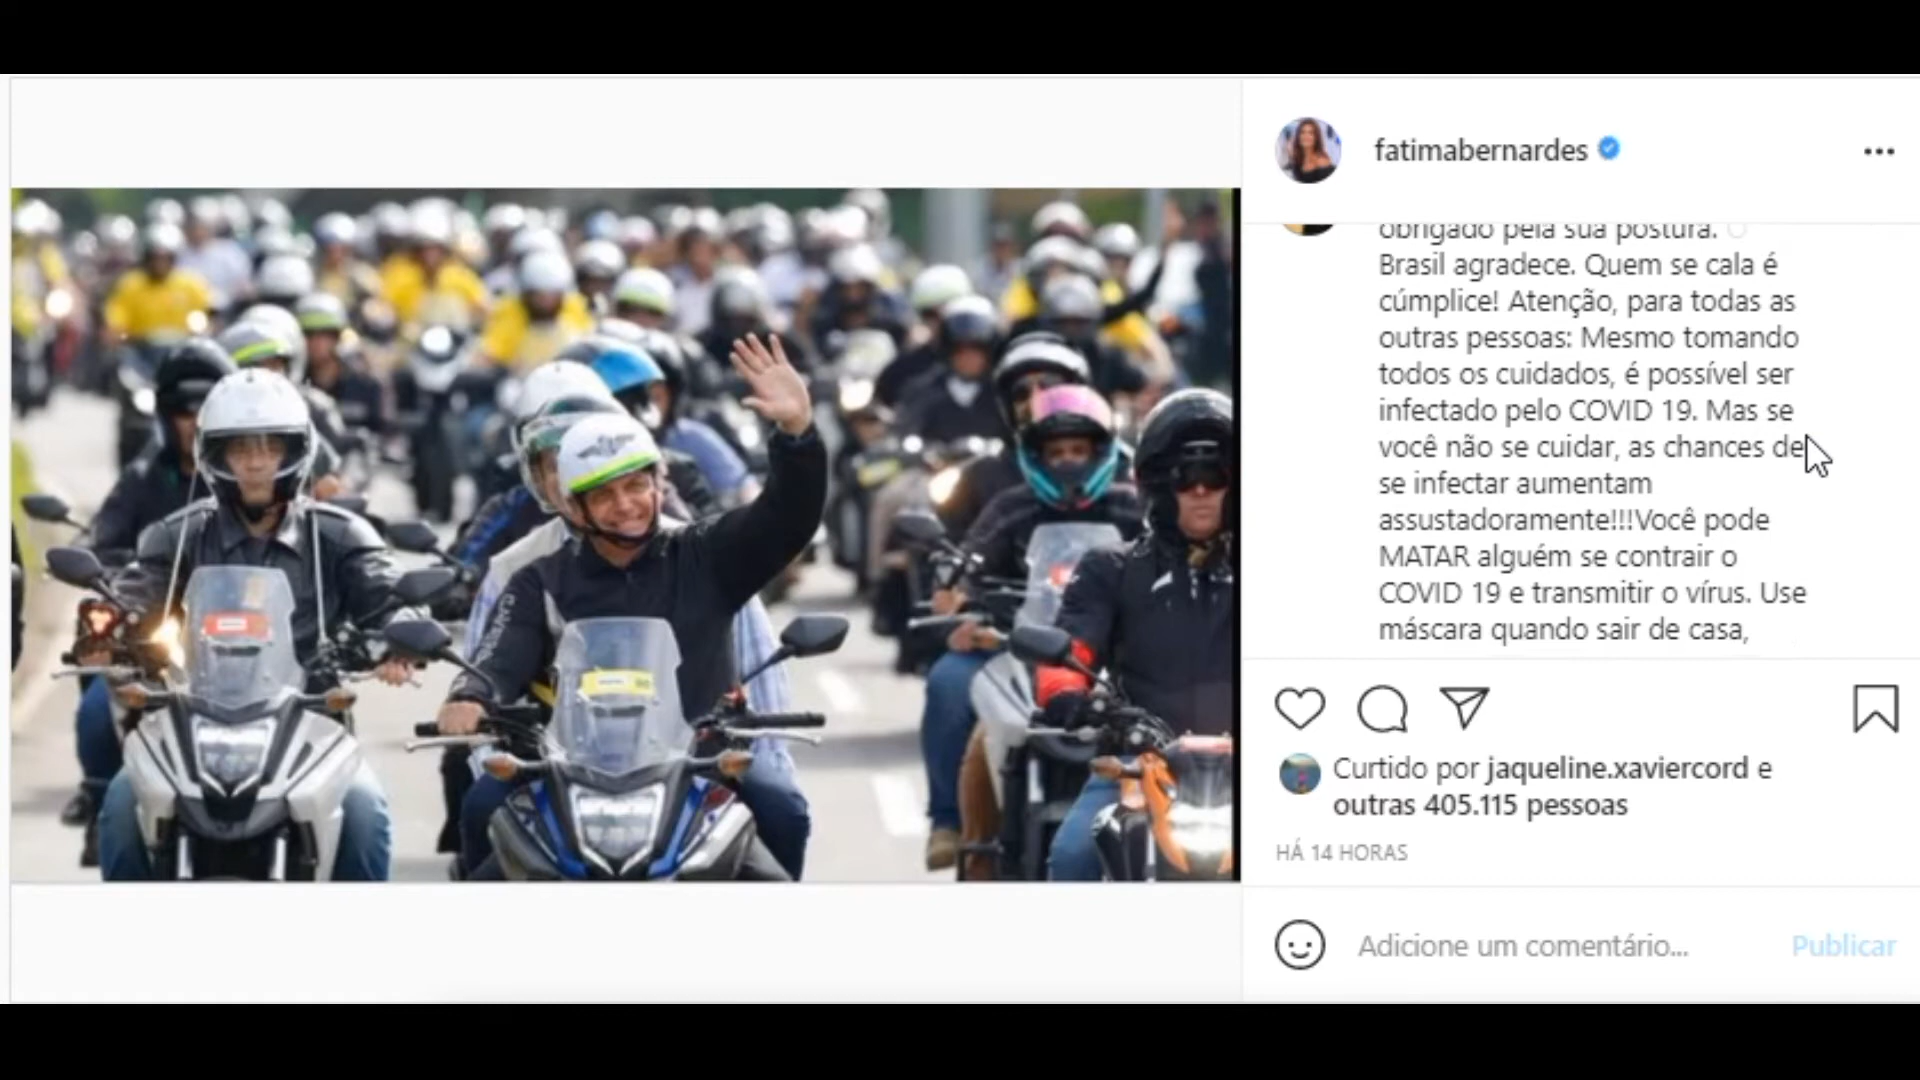 fatimabernardes
obrigado pela sua postura. O
Brasil agradece. Quem se cala é
cúmplice! Atenção, para todas as
outras pessoas: Mesmo tomando
todos os cuidados, é possível ser
infectado pelo COVID 19. Mas se
você não se cuidar, as chances de
se infectar aumentam
assustadoramente!!!Você pode
MATAR alguém se contrair o
COVID 19 e transmitir o vírus. Use
máscara quando sair de casa,
Curtido por jaqueline.xaviercord e
outras 405.115 pessoas
HÁ 14 HORAS
Adicione um comentário... Publicar